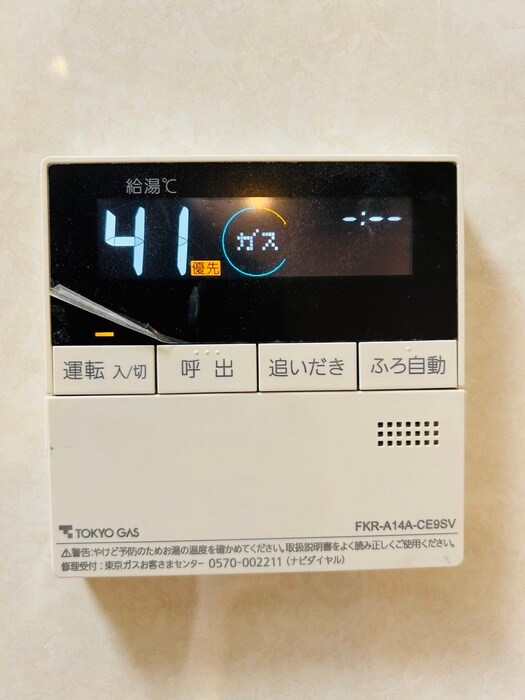 給湯℃
41 優先 ガス -:--
運転 入/切 呼出 追いだき ふろ自動
TOKYO GAS FKR-A14A-CE9SV
⚠警告:やけど予防のためお湯の温度を確かめてください。取扱説明書をよく読み正しくご使用ください。
修理受付:東京ガスお客さまセンター 0570-002211 (ナビダイヤル)